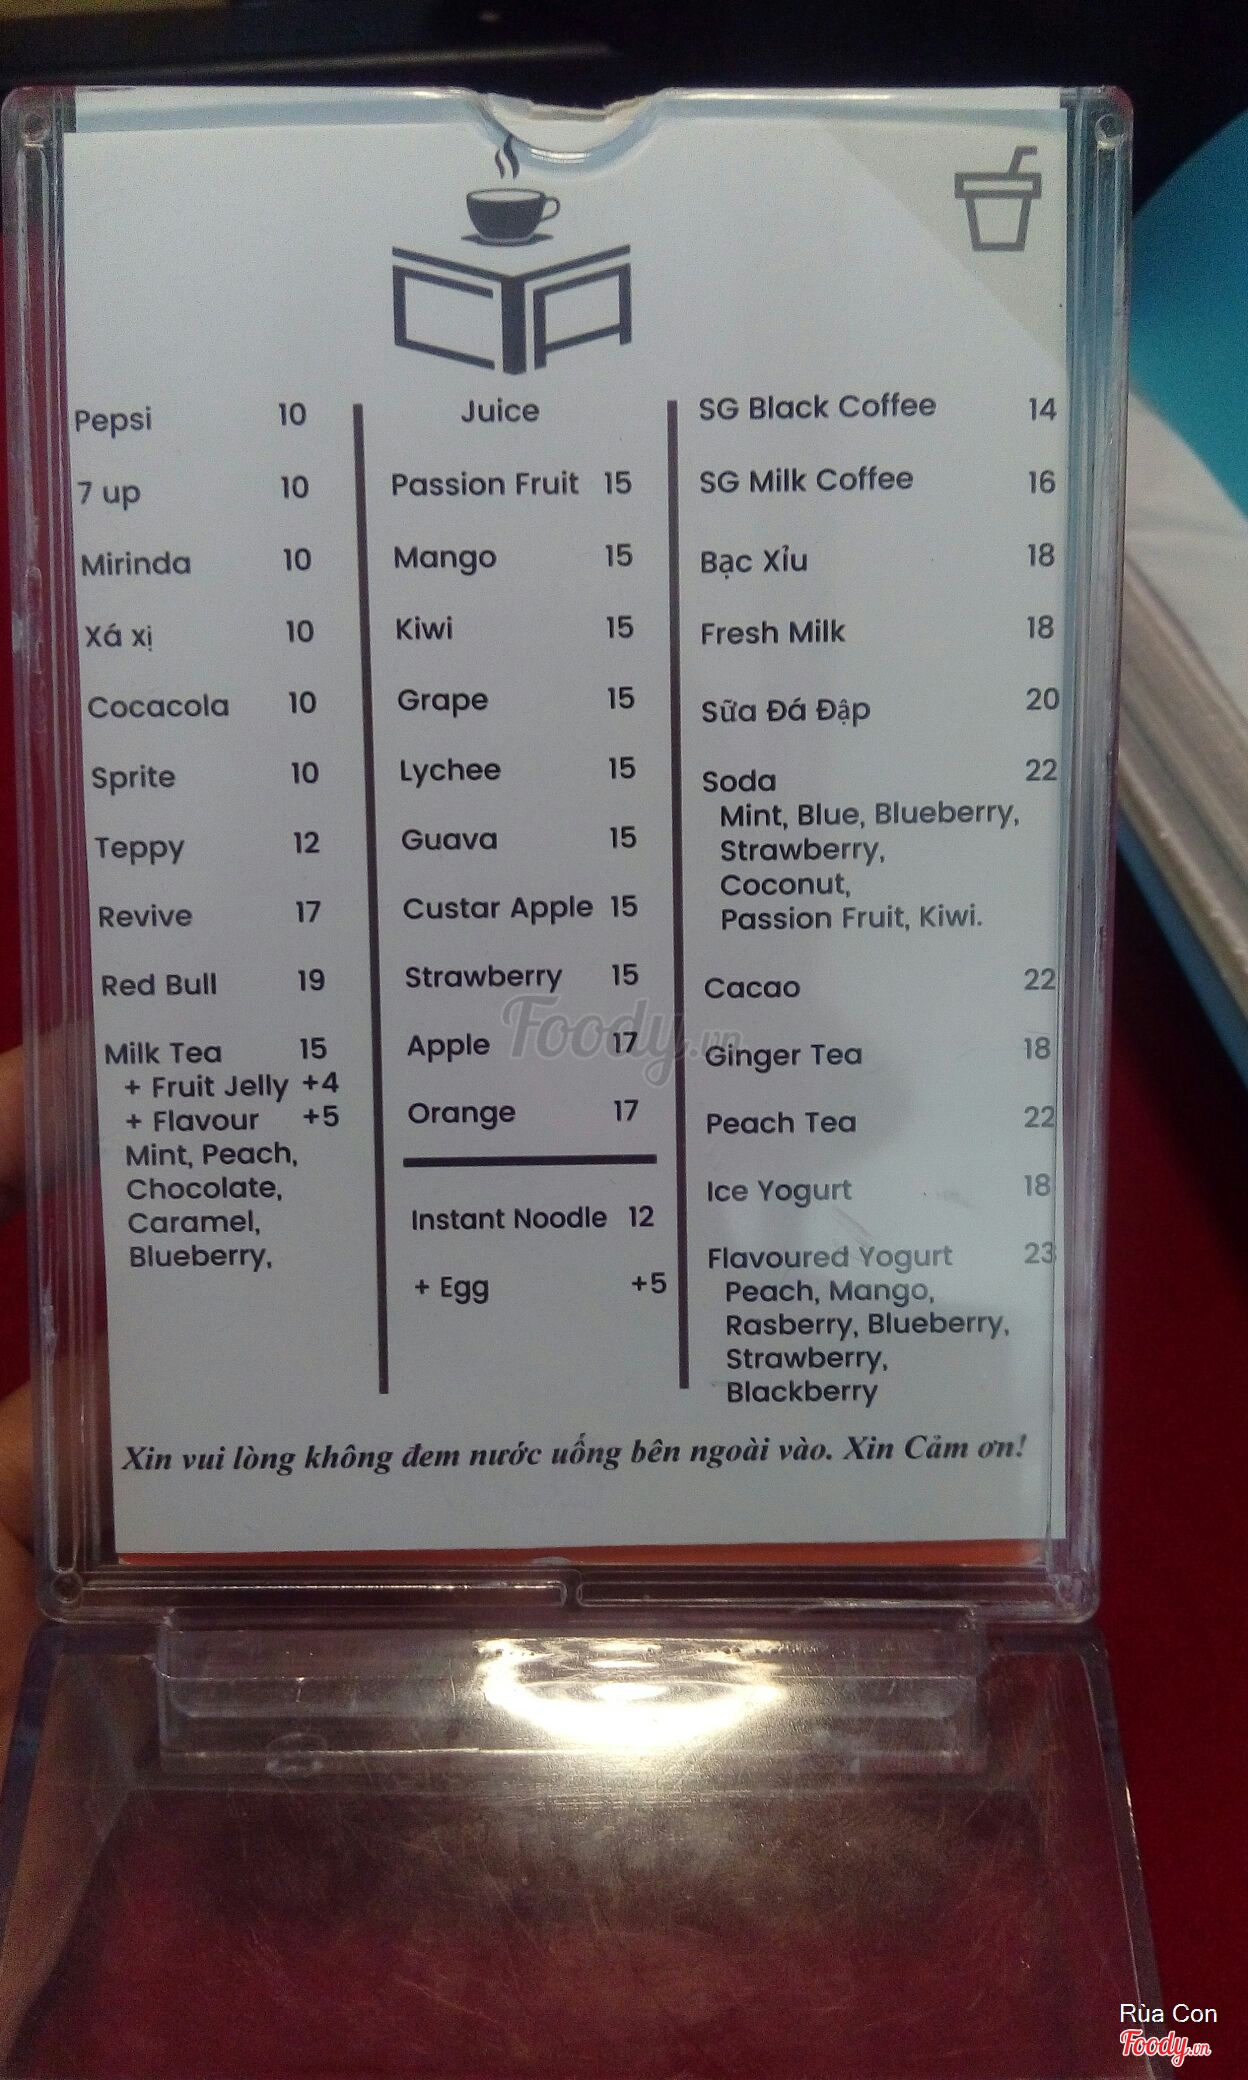 Pepsi 10
7 up 10
Mirinda 10
Xá xị 10
Cocacola 10
Sprite 10
Teppy 12
Revive 17
Red Bull 19
Milk Tea 15
+ Fruit Jelly +4
+ Flavour +5
Mint, Peach,
Chocolate,
Caramel,
Blueberry,
Juice
Passion Fruit 15
Mango 15
Kiwi 15
Grape 15
Lychee 15
Guava 15
Custar Apple 15
Strawberry 15
Apple 17
Orange 17
Instant Noodle 12
+ Egg +5
SG Black Coffee 14
SG Milk Coffee 16
Bạc Xỉu 18
Fresh Milk 18
Sữa Đá Đập 20
Soda 22
Mint, Blue, Blueberry,
Strawberry,
Coconut,
Passion Fruit, Kiwi.
Cacao 22
Ginger Tea 18
Peach Tea 22
Ice Yogurt 18
Flavoured Yogurt 23
Peach, Mango,
Rasberry, Blueberry,
Strawberry,
Blackberry
Xin vui lòng không đem nước uống bên ngoài vào. Xin Cảm ơn!
Foody.vn
Rùa Con
Foody.vn